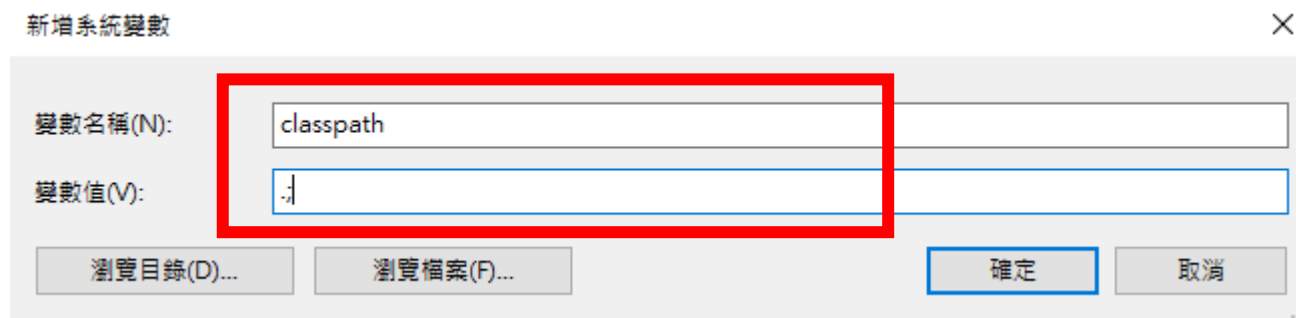 新增系統變數
變數名稱(N): classpath
變數值(V): .;
瀏覽目錄(D)... 瀏覽檔案(F)... 確定 取消